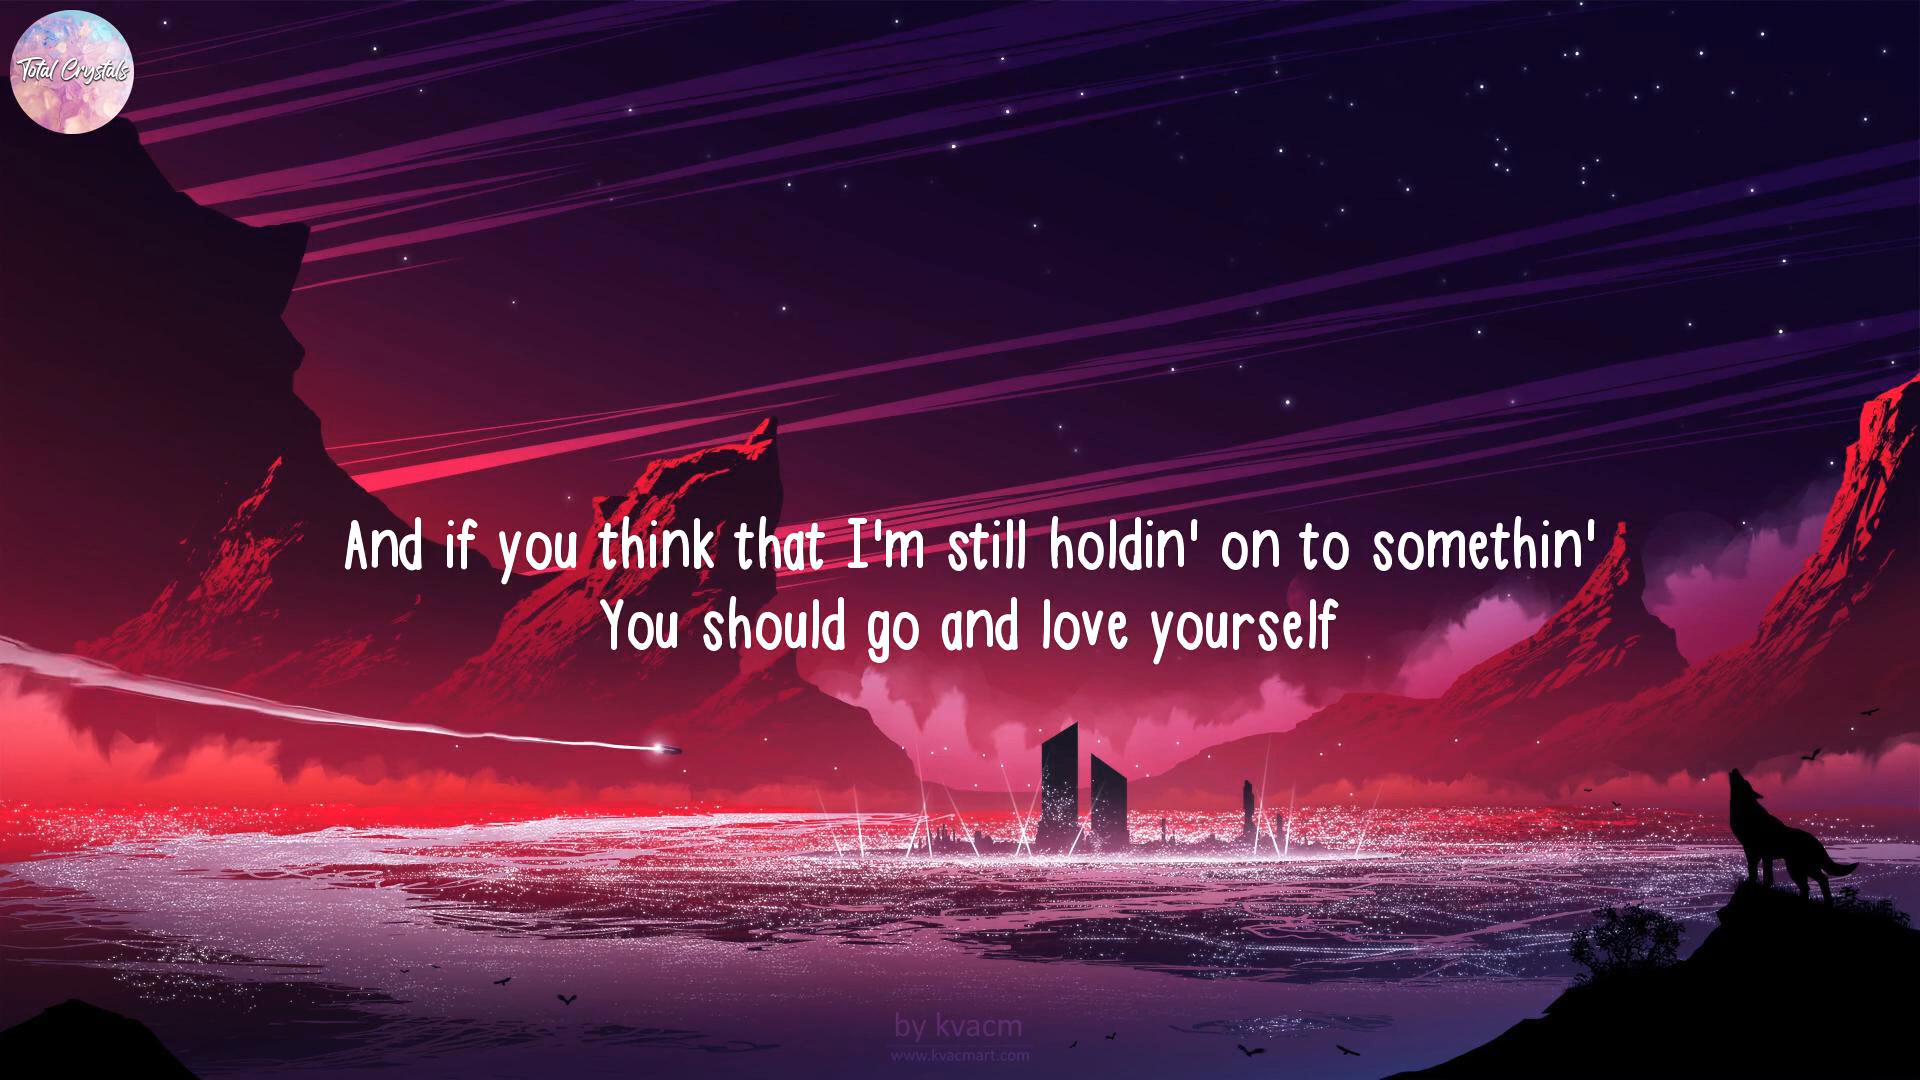 Total Crystals
And if you think that I'm still holdin' on to somethin'
You should go and love yourself
by kvacm
www.kvacmart.com